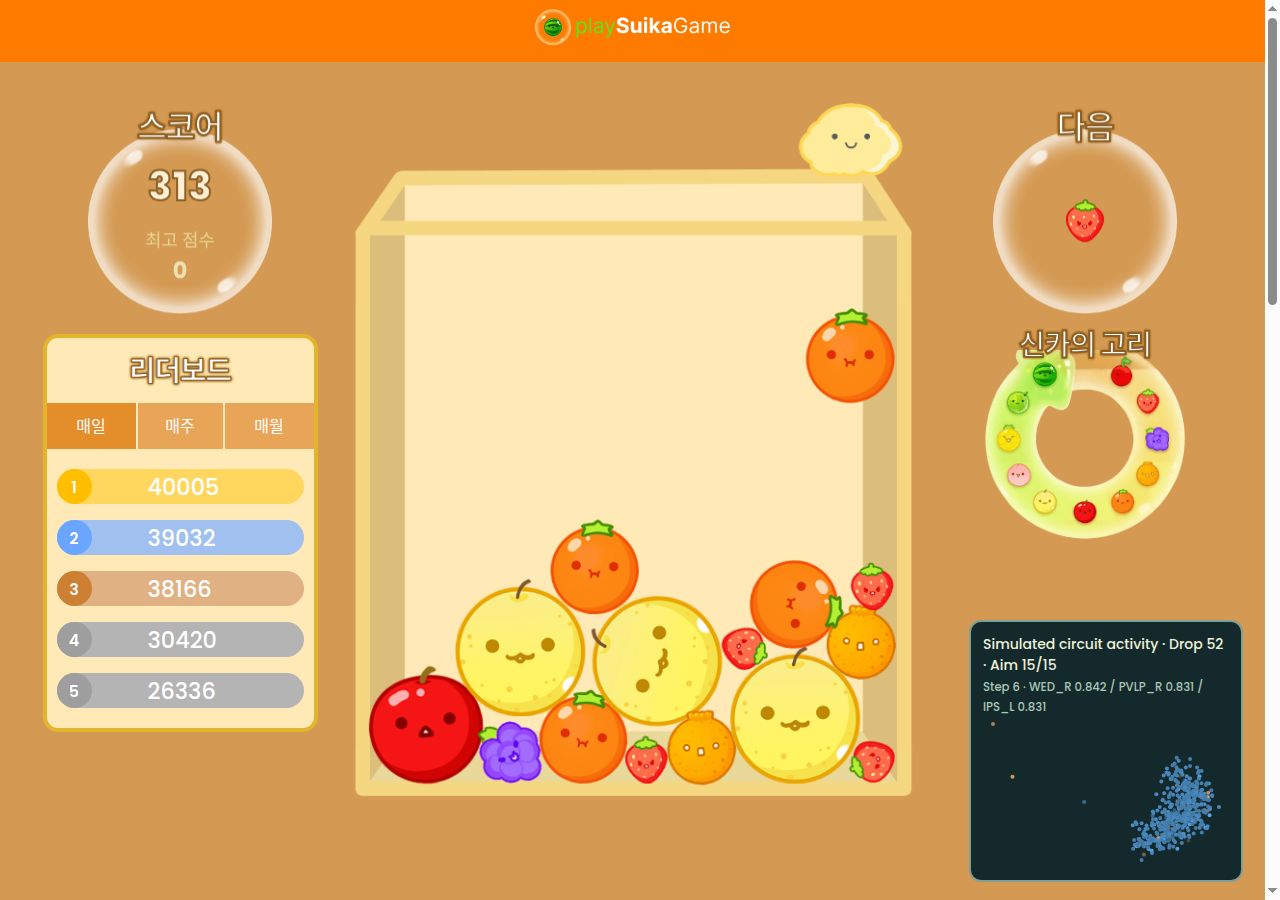 playSuikaGame
스코어
313
최고 점수
0
다음
신카의 고리
리더보드
매일 매주 매월
1 40005
2 39032
3 38166
4 30420
5 26336
Simulated circuit activity · Drop 52
· Aim 15/15
Step 6 · WED_R 0.842 / PVLP_R 0.831 /
IPS_L 0.831